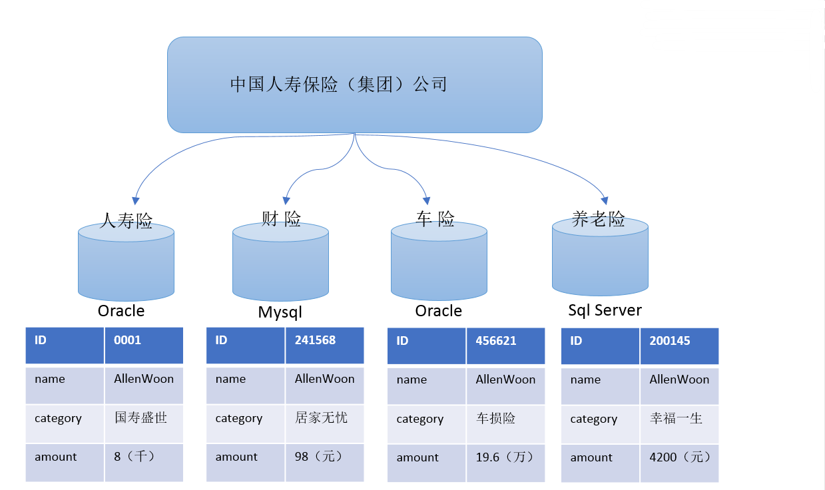 中国人寿保险（集团）公司
人寿险 财 险 车 险 养老险
Oracle Mysql Oracle Sql Server
ID 0001 ID 241568 ID 456621 ID 200145
name AllenWoon name AllenWoon name AllenWoon name AllenWoon
category 国寿盛世 category 居家无忧 category 车损险 category 幸福一生
amount 8（千） amount 98（元） amount 19.6（万） amount 4200（元）